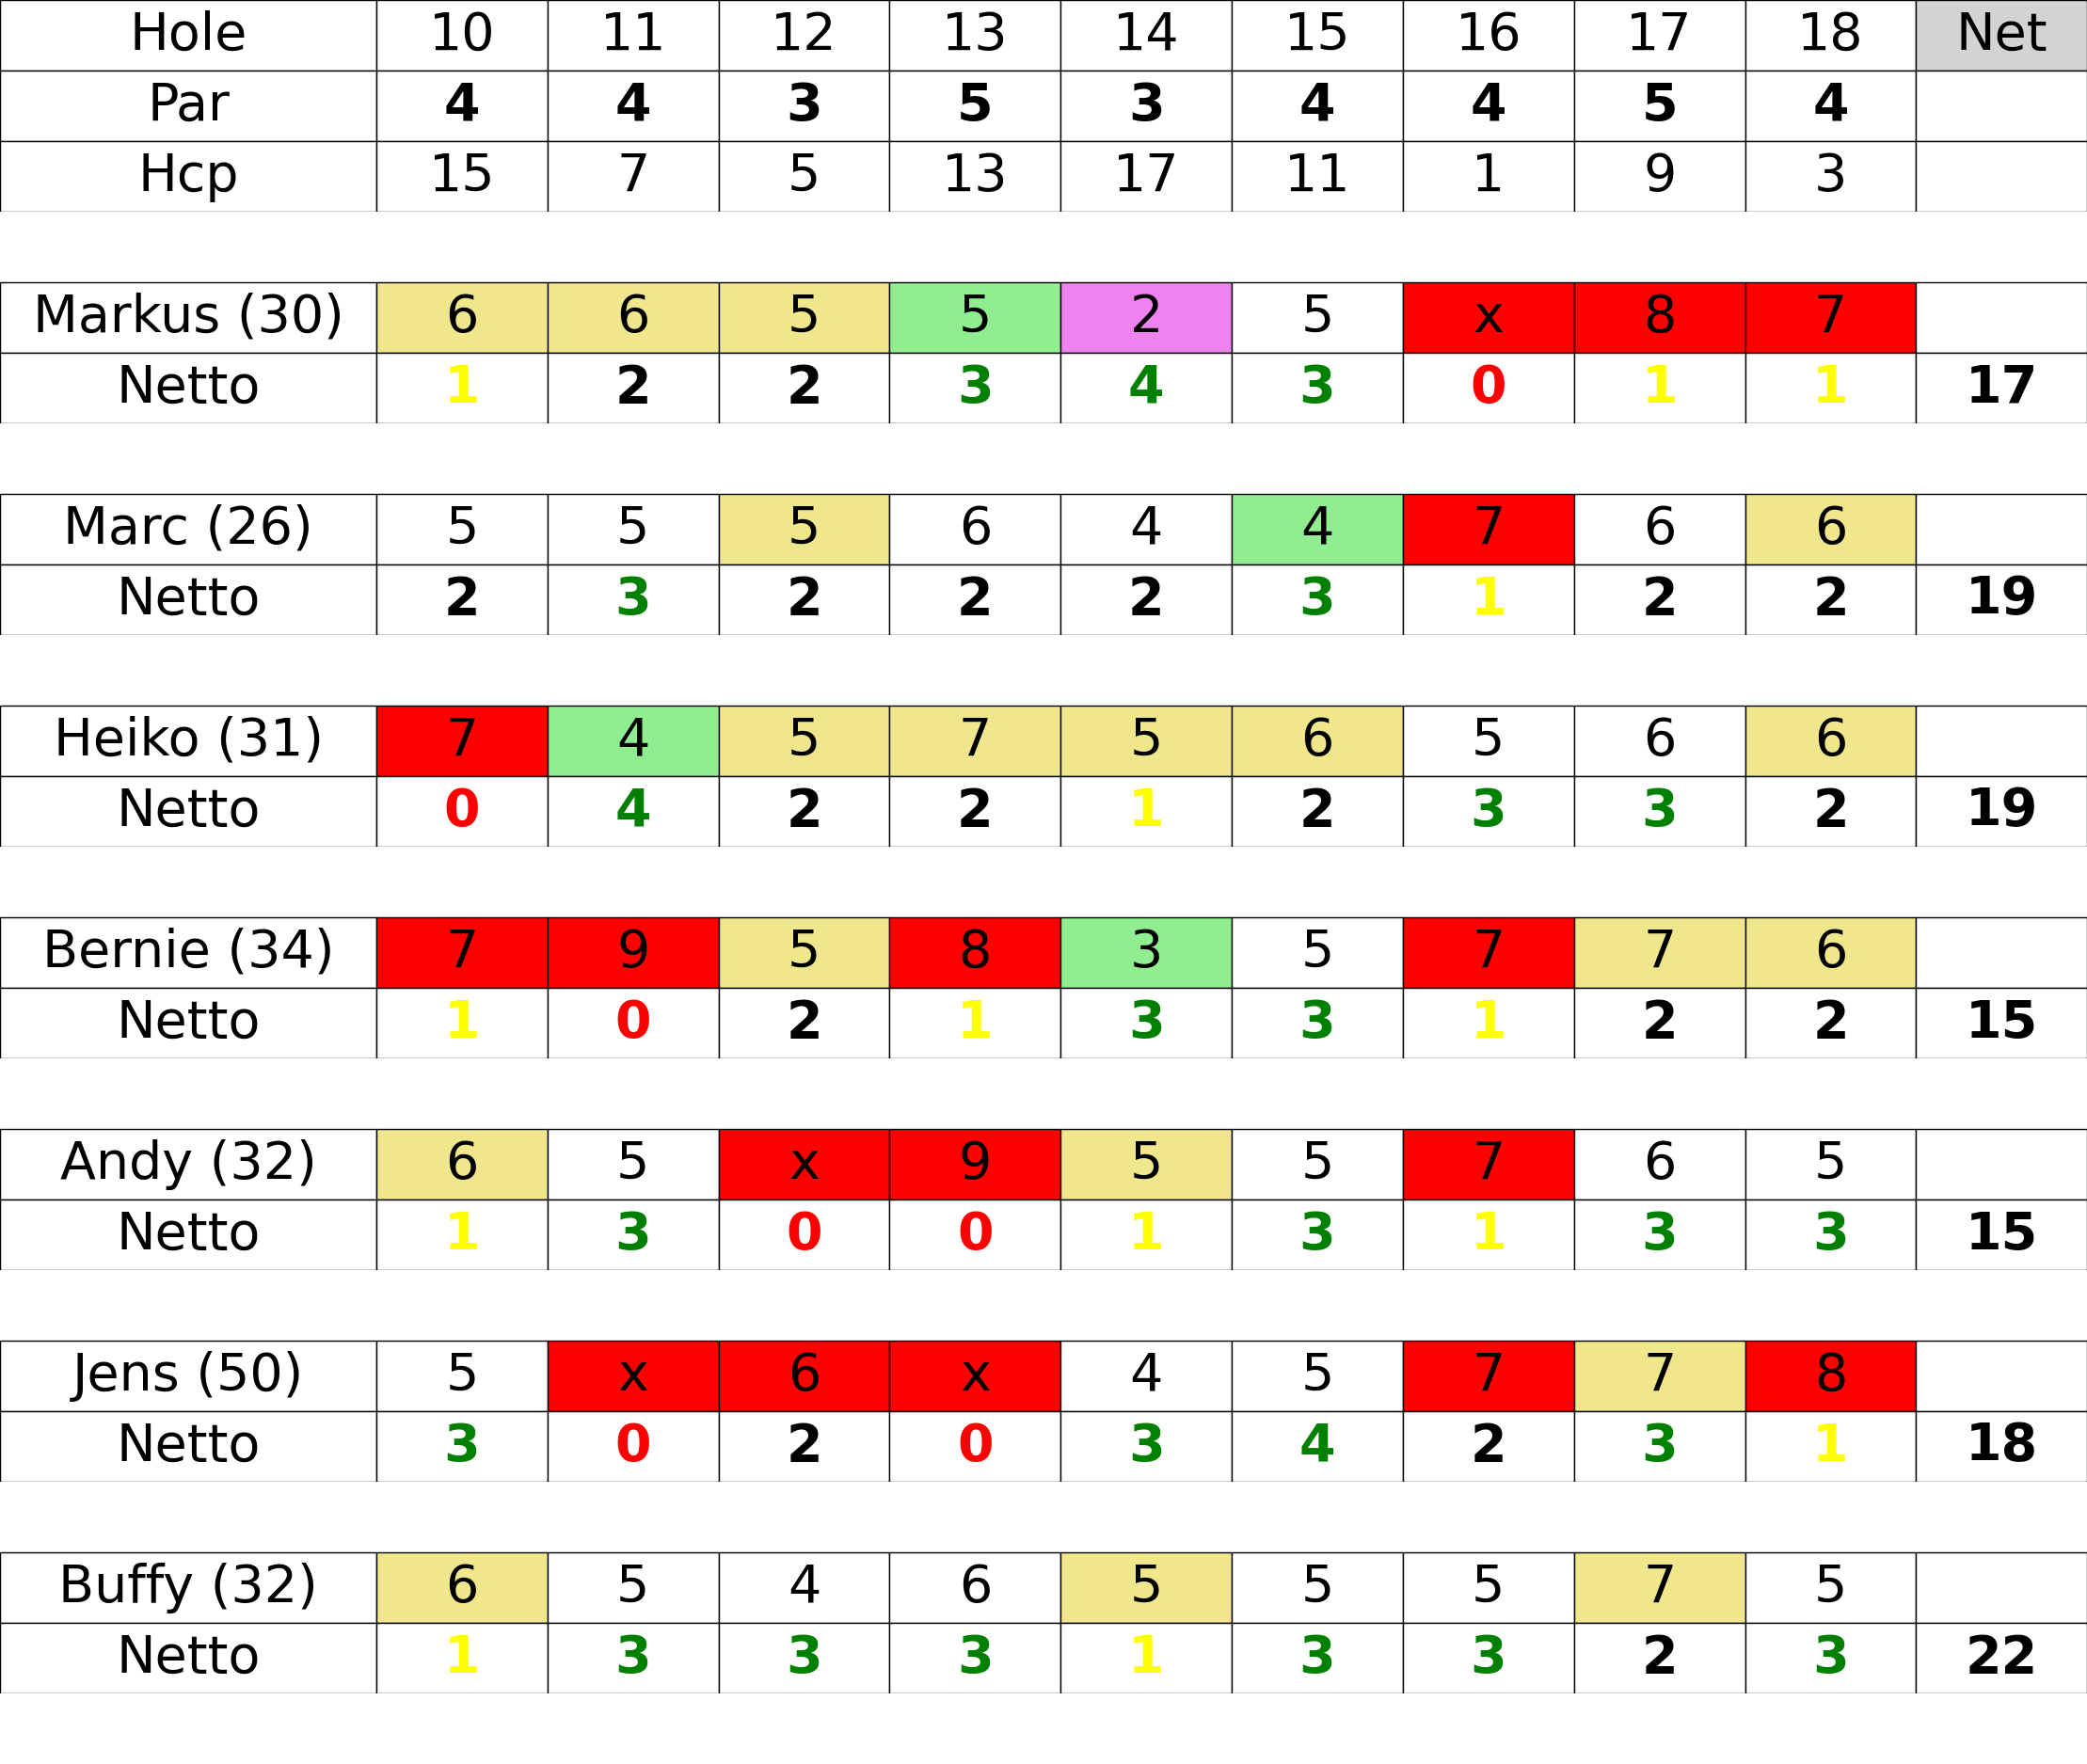 Hole 10 11 12 13 14 15 16 17 18 Net
Par 4 4 3 5 3 4 4 5 4
Hcp 15 7 5 13 17 11 1 9 3
Markus (30) 6 6 5 5 2 5 x 8 7
Netto 1 2 2 3 4 3 0 1 1 17
Marc (26) 5 5 5 6 4 4 7 6 6
Netto 2 3 2 2 2 3 1 2 2 19
Heiko (31) 7 4 5 7 5 6 5 6 6
Netto 0 4 2 2 1 2 3 3 2 19
Bernie (34) 7 9 5 8 3 5 7 7 6
Netto 1 0 2 1 3 3 1 2 2 15
Andy (32) 6 5 x 9 5 5 7 6 5
Netto 1 3 0 0 1 3 1 3 3 15
Jens (50) 5 x 6 x 4 5 7 7 8
Netto 3 0 2 0 3 4 2 3 1 18
Buffy (32) 6 5 4 6 5 5 5 7 5
Netto 1 3 3 3 1 3 3 2 3 22